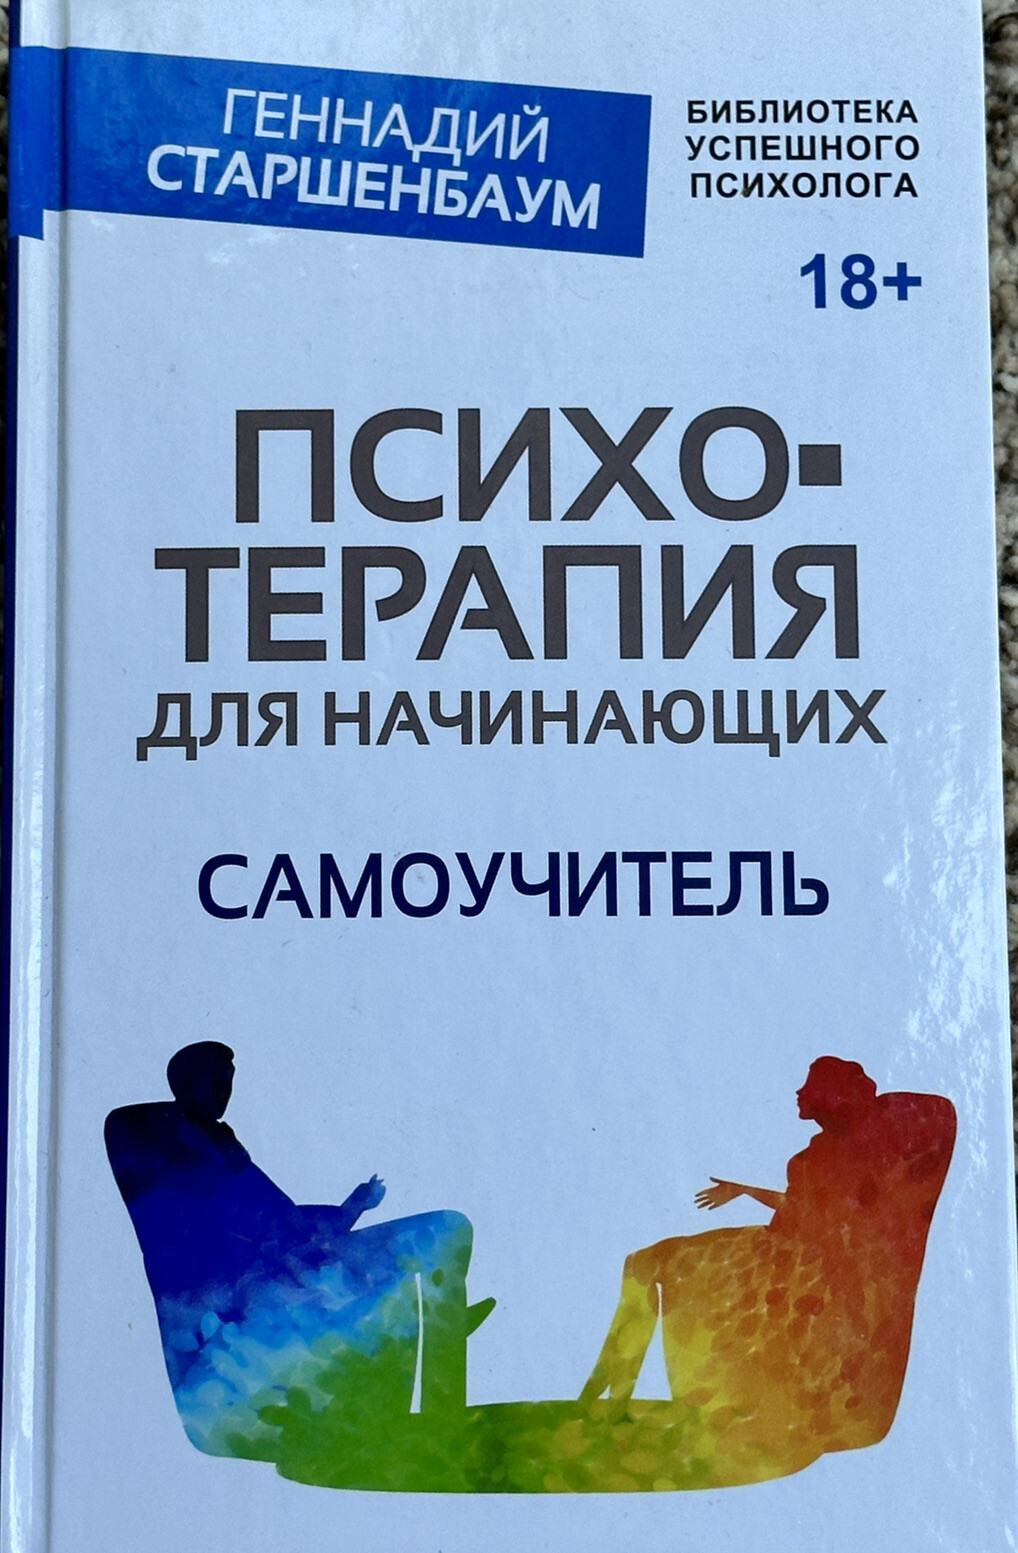 ГЕННАДИЙ
СТАРШЕНБАУМ
БИБЛИОТЕКА
УСПЕШНОГО
ПСИХОЛОГА
18+
ПСИХО-
ТЕРАПИЯ
ДЛЯ НАЧИНАЮЩИХ
САМОУЧИТЕЛЬ